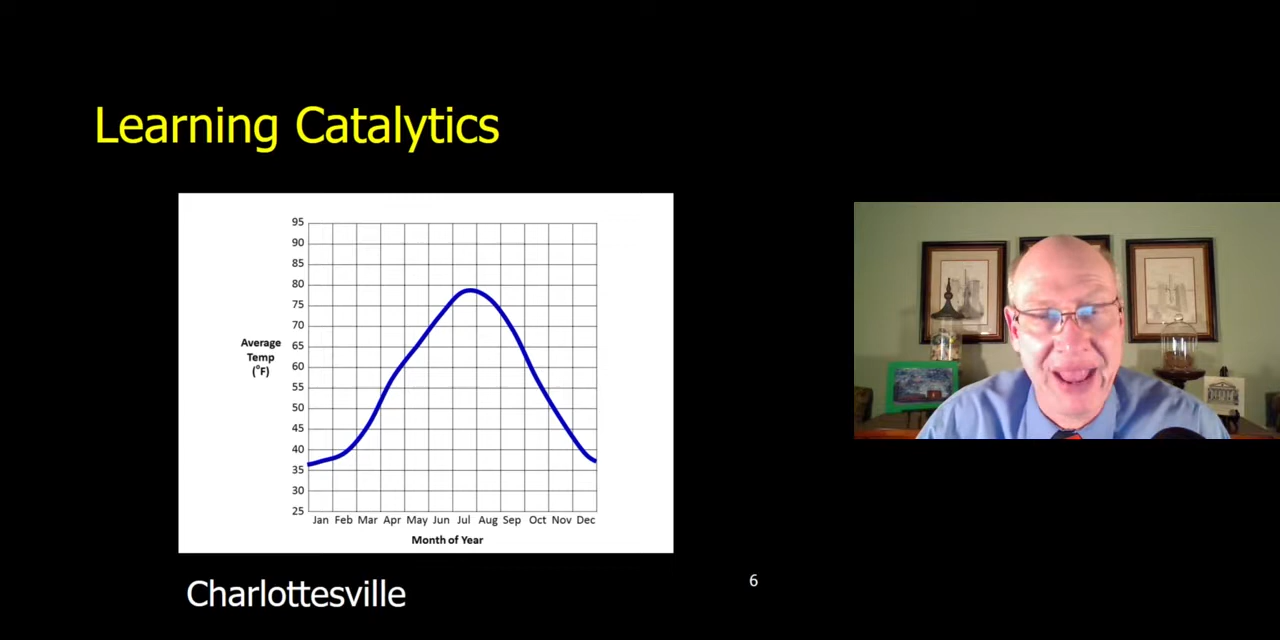 Learning Catalytics
95
90
85
80
75
70
65
60
55
50
45
40
35
30
25
Average
Temp
(°F)
Jan Feb Mar Apr May Jun Jul Aug Sep Oct Nov Dec
Month of Year
Charlottesville
6